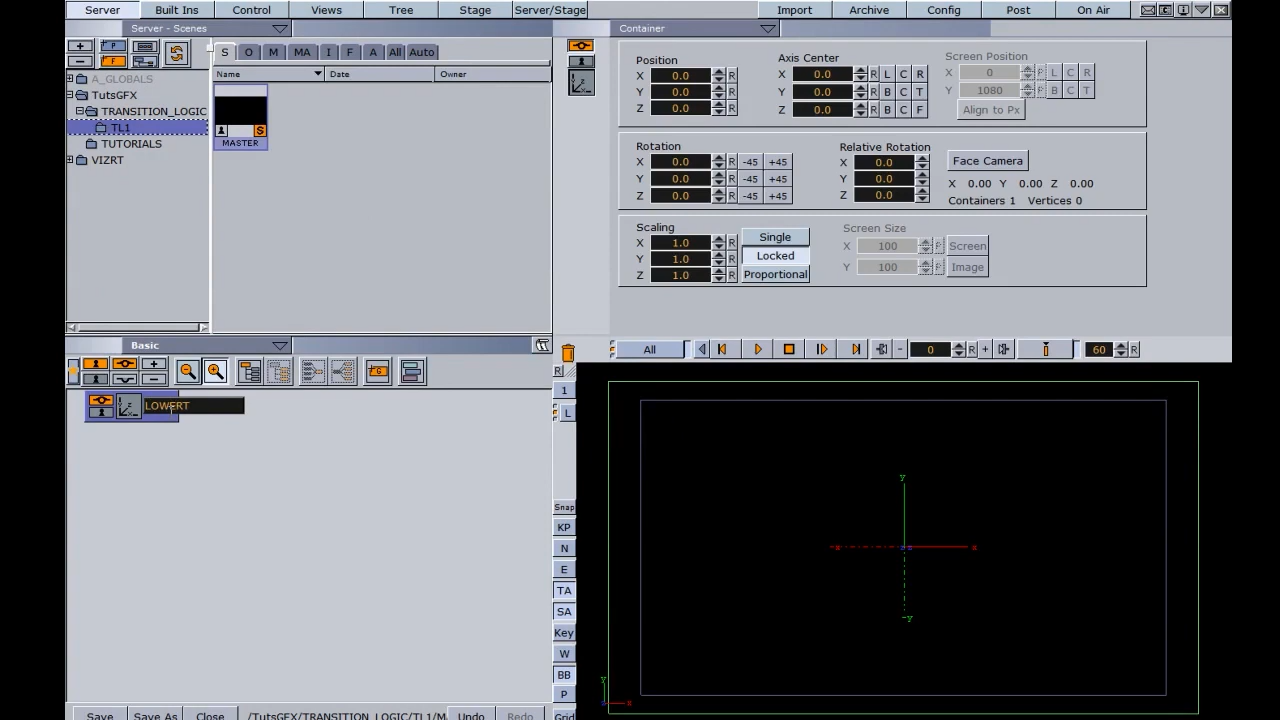 Server Built Ins Control Views Tree Stage Server/Stage Import Archive Config Post On Air
Server - Scenes
S O M MA I F A All Auto
Name Date Owner
A_GLOBALS
TutsGFX
TRANSITION_LOGIC
TL1
TUTORIALS
VIZRT
S
MASTER
Container
Position
X 0.0 R
Y 0.0 R
Z 0.0 R
Axis Center
X 0.0 R L C R
Y 0.0 R B C T
Z 0.0 R B C F
Screen Position
X 0 P L C R
Y 1080 P B C T
Align to Px
Rotation
X 0.0 R -45 +45
Y 0.0 R -45 +45
Z 0.0 R -45 +45
Relative Rotation
X 0.0
Y 0.0
Z 0.0
Face Camera
X 0.00 Y 0.00 Z 0.00
Containers 1 Vertices 0
Scaling
X 1.0 R
Y 1.0 R
Z 1.0 R
Single
Locked
Proportional
Screen Size
X 100 P Screen
Y 100 P Image
Basic
All - 0 R + 60 R
LOWERT
R
1
L
Snap
KP
N
E
TA
SA
Key
W
BB
P
Grid
Y
-x x
-Y
Y
x
Save Save As Close /TutsGFX/TRANSITION_LOGIC/TL1/M Undo Redo